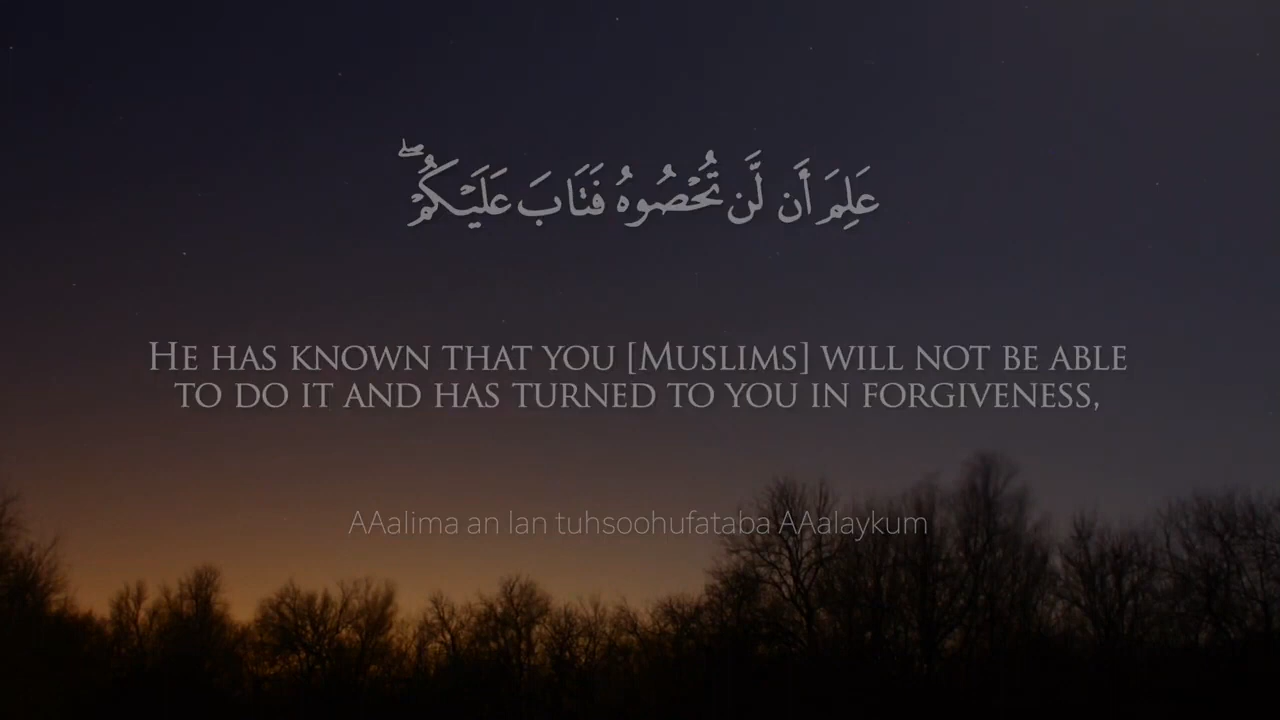 عَلِمَ أَن لَّن تُحْصُوهُ فَتَابَ عَلَيْكُمْ ۖ
He has known that you [Muslims] will not be able
to do it and has turned to you in forgiveness,
AAalima an lan tuhsoohufataba AAalaykum